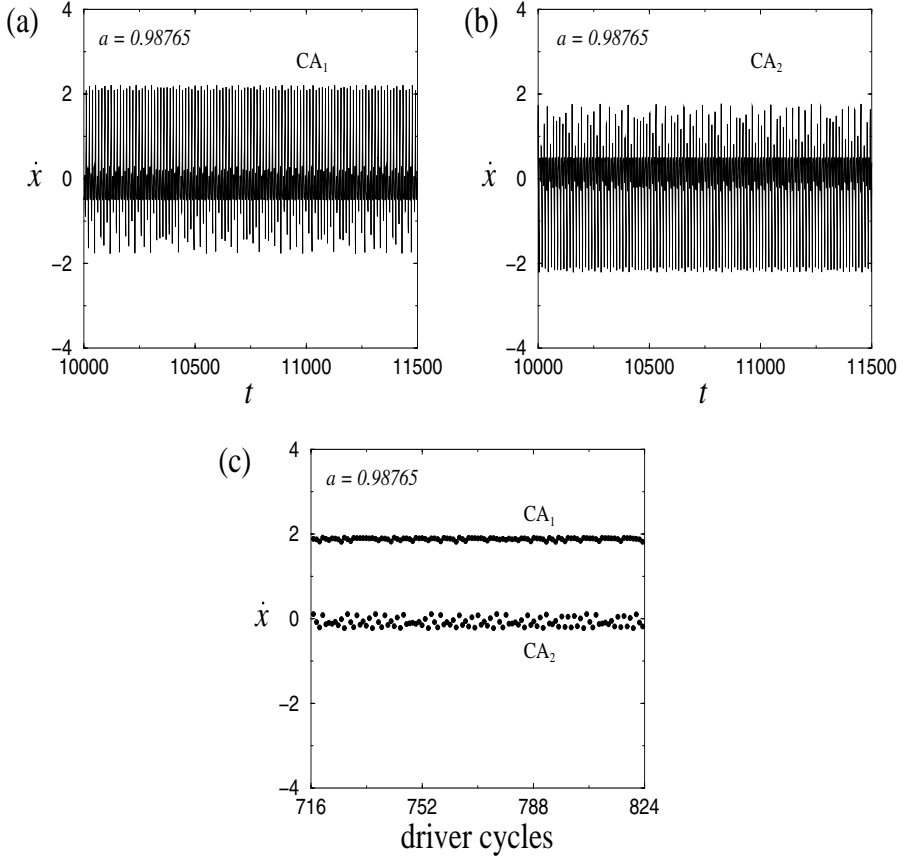 (a)
a = 0.98765
CA₁
4
2
0
−2
−4
ẋ
10000 10500 11000 11500
t
(b)
a = 0.98765
CA₂
4
2
0
−2
−4
ẋ
10000 10500 11000 11500
t
(c)
a = 0.98765
CA₁
CA₂
4
2
0
−2
−4
ẋ
716 752 788 824
driver cycles